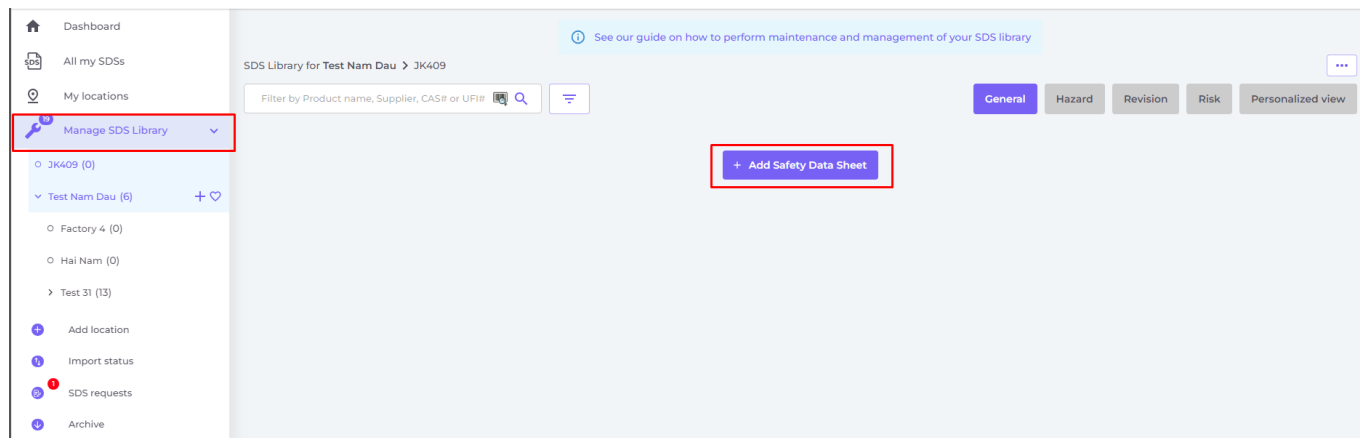 Dashboard
See our guide on how to perform maintenance and management of your SDS library
SDS
All my SDSs
SDS Library for Test Nam Dau > JK409
My locations
Filter by Product name, Supplier, CAS# or UFI#
General
Hazard
Revision
Risk
Personalized view
19
Manage SDS Library
JK409 (0)
+ Add Safety Data Sheet
Test Nam Dau (6)
Factory 4 (0)
Hai Nam (0)
Test 31 (13)
Add location
Import status
1
SDS requests
Archive